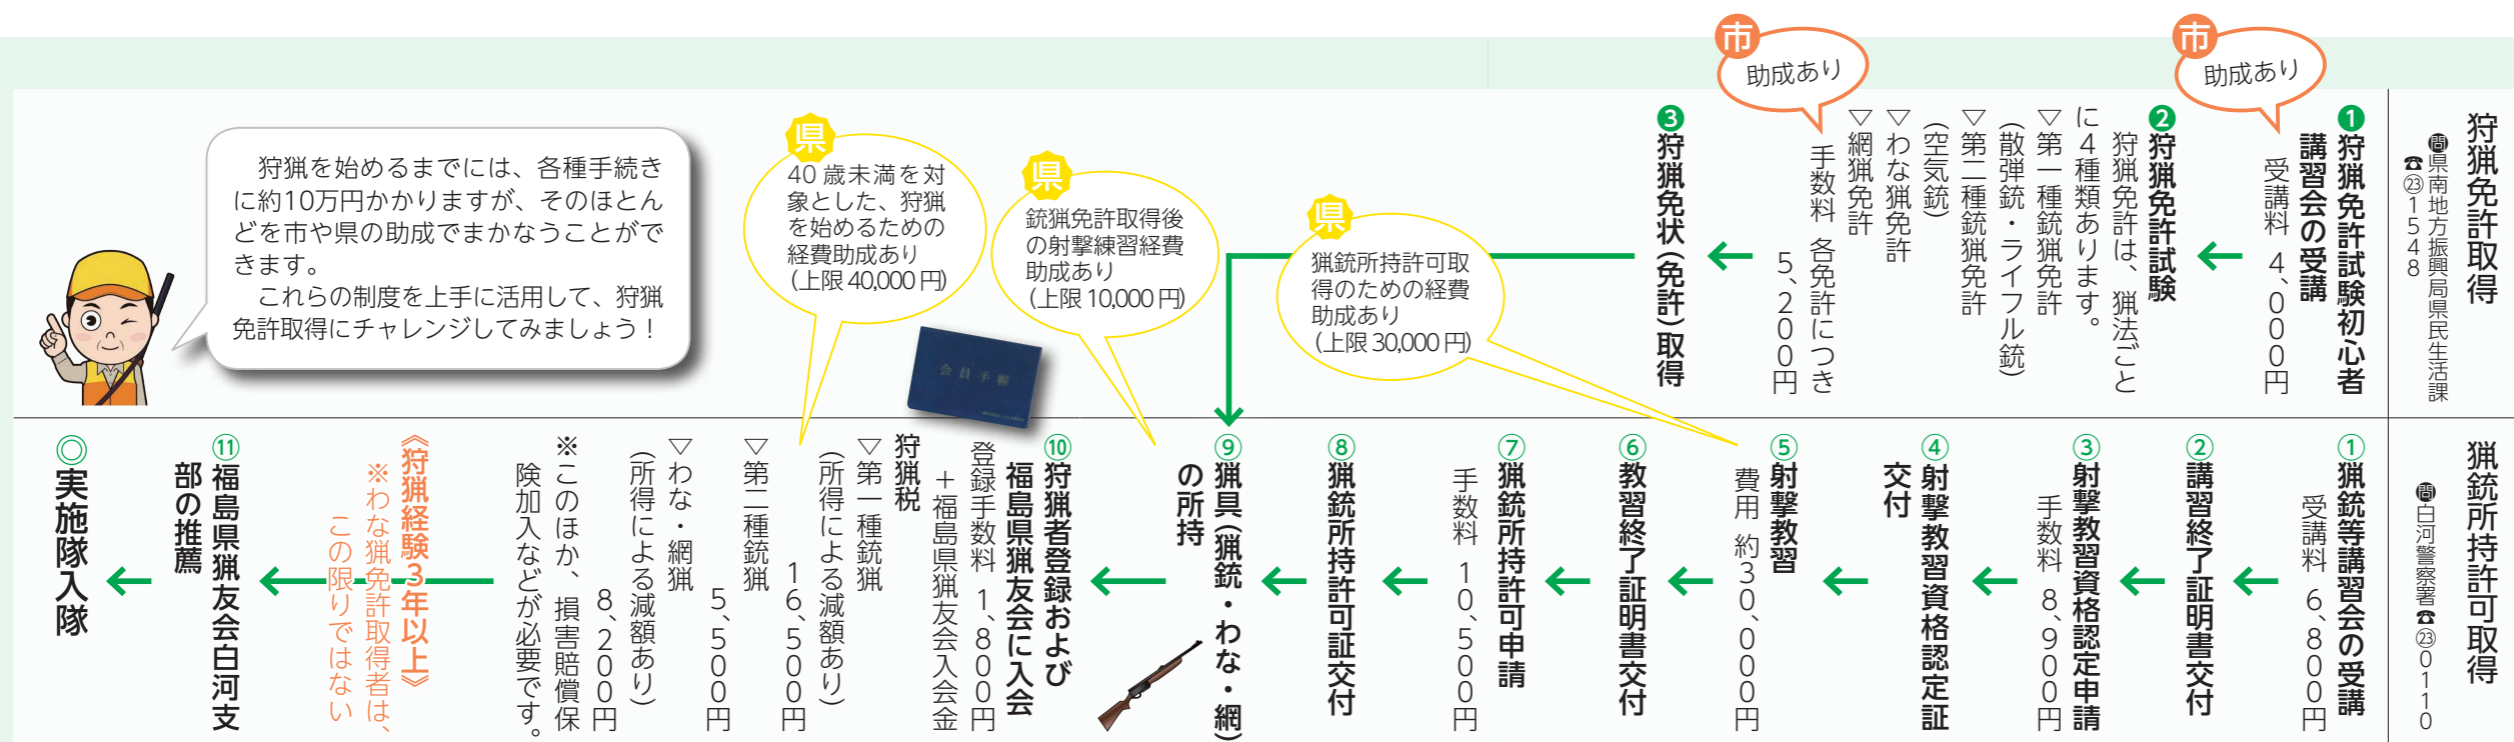 狩猟免許取得
問県南地方振興局県民生活課
☎㉓1548
❶狩猟免許試験初心者
講習会の受講
受講料 4、000円
市
助成あり
❷狩猟免許試験
狩猟免許は、猟法ごと
に4種類あります。
▽第一種銃猟免許
(散弾銃・ライフル銃)
▽第二種銃猟免許
(空気銃)
▽わな猟免許
▽網猟免許
手数料 各免許につき
5、200円
市
助成あり
❸狩猟免状(免許)取得
狩猟を始めるまでには、各種手続き
に約10万円かかりますが、そのほとん
どを市や県の助成でまかなうことがで
きます。
これらの制度を上手に活用して、狩猟
免許取得にチャレンジしてみましょう！
猟銃所持許可取得
問白河警察署☎㉓0110
①猟銃等講習会の受講
受講料 6、800円
②講習終了証明書交付
③射撃教習資格認定申請
手数料 8、900円
④射撃教習資格認定証
交付
⑤射撃教習
費用 約30、000円
県
猟銃所持許可取
得のための経費
助成あり
(上限30,000円)
⑥教習終了証明書交付
⑦猟銃所持許可申請
手数料 10、500円
⑧猟銃所持許可証交付
⑨猟具(猟銃・わな・網)
の所持
県
銃猟免許取得後
の射撃練習経費
助成あり
(上限10,000円)
⑩狩猟者登録および
福島県猟友会に入会
登録手数料 1、800円
＋福島県猟友会入会金
狩猟税
▽第一種銃猟
(所得による減額あり)
16、500円
▽第二種銃猟
5、500円
▽わな・網猟
(所得による減額あり)
8、200円
※このほか、損害賠償保
険加入などが必要です。
県
40歳未満を対
象とした、狩猟
を始めるための
経費助成あり
(上限40,000円)
会員手帳
《狩猟経験3年以上》
※わな猟免許取得者は、
この限りではない
⑪福島県猟友会白河支
部の推薦
◎実施隊入隊